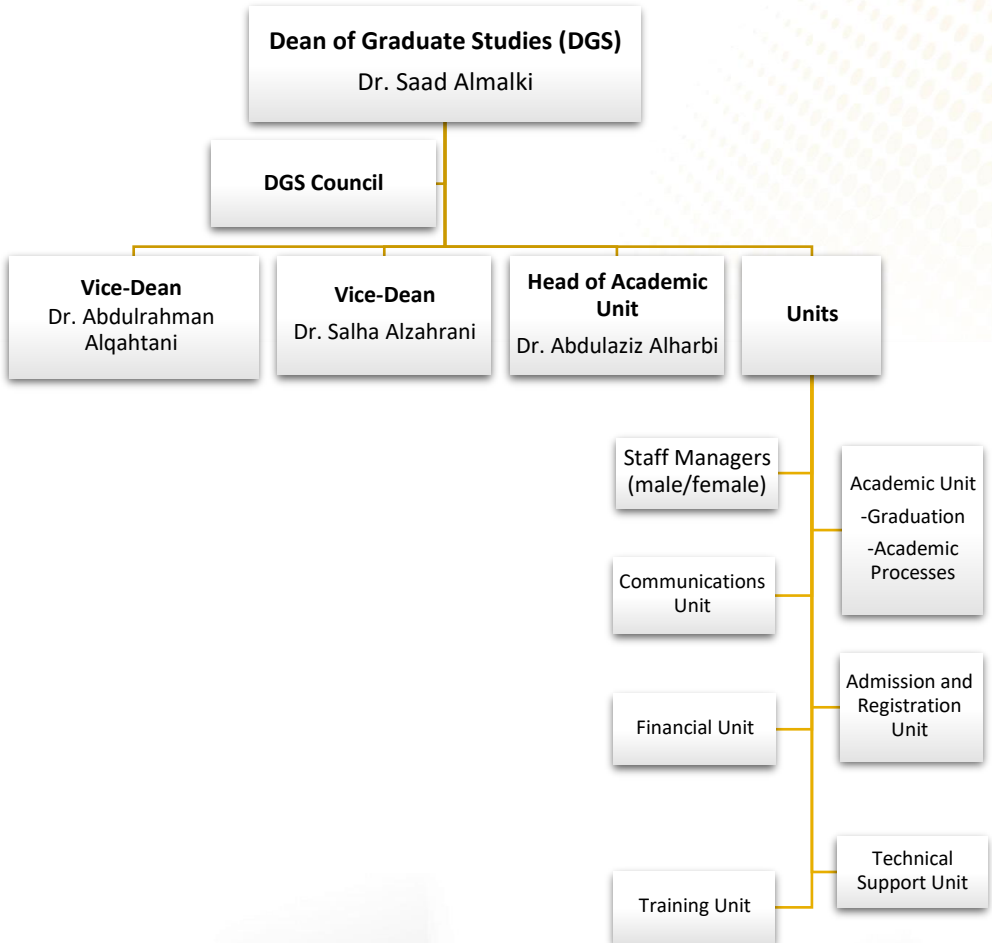 Dean of Graduate Studies (DGS)
Dr. Saad Almalki
DGS Council
Vice-Dean
Dr. Abdulrahman
Alqahtani
Vice-Dean
Dr. Salha Alzahrani
Head of Academic
Unit
Dr. Abdulaziz Alharbi
Units
Staff Managers
(male/female)
Academic Unit
-Graduation
-Academic
Processes
Communications
Unit
Admission and
Registration
Unit
Financial Unit
Technical
Support Unit
Training Unit